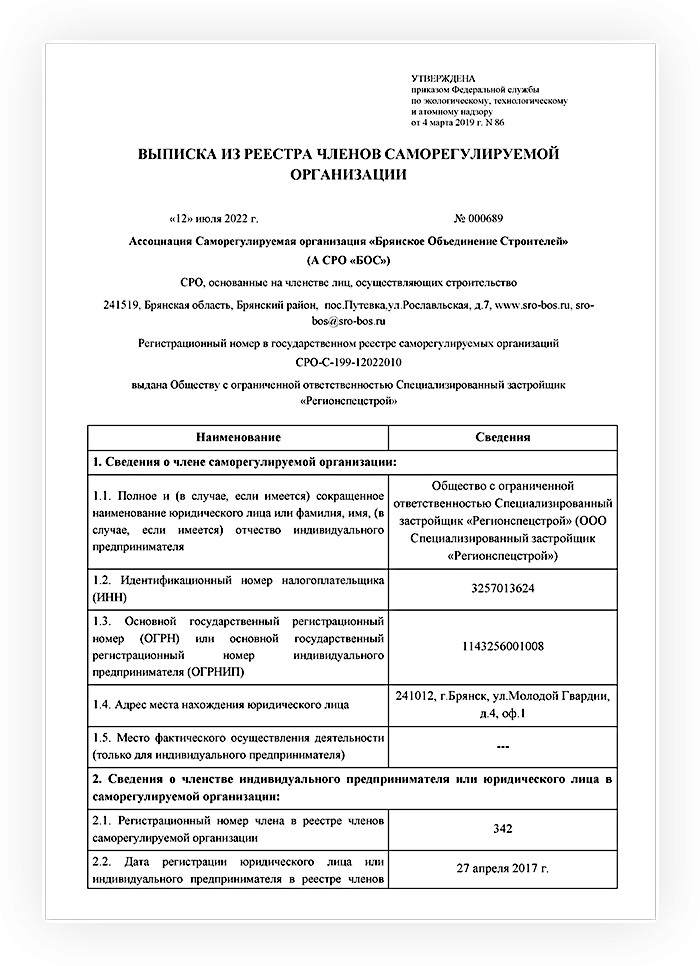 УТВЕРЖДЕНА
приказом Федеральной службы
по экологическому, технологическому
и атомному надзору
от 4 марта 2019 г. N 86
ВЫПИСКА ИЗ РЕЕСТРА ЧЛЕНОВ САМОРЕГУЛИРУЕМОЙ
ОРГАНИЗАЦИИ
«12» июля 2022 г. № 000689
Ассоциация Саморегулируемая организация «Брянское Объединение Строителей»
(А СРО «БОС»)
СРО, основанные на членстве лиц, осуществляющих строительство
241519, Брянская область, Брянский район, пос.Путевка,ул.Рославльская, д.7, www.sro-bos.ru, sro-
bos@sro-bos.ru
Регистрационный номер в государственном реестре саморегулируемых организаций
СРО-С-199-12022010
выдана Обществу с ограниченной ответственностью Специализированный застройщик
«Регионспецстрой»
Наименование Сведения
1. Сведения о члене саморегулируемой организации:
1.1. Полное и (в случае, если имеется) сокращенное
наименование юридического лица или фамилия, имя, (в
случае, если имеется) отчество индивидуального
предпринимателя
Общество с ограниченной
ответственностью Специализированный
застройщик «Регионспецстрой» (ООО
Специализированный застройщик
«Регионспецстрой»)
1.2. Идентификационный номер налогоплательщика
(ИНН)
3257013624
1.3. Основной государственный регистрационный
номер (ОГРН) или основной государственный
регистрационный номер индивидуального
предпринимателя (ОГРНИП)
1143256001008
1.4. Адрес места нахождения юридического лица
241012, г.Брянск, ул.Молодой Гвардии,
д.4, оф.1
1.5. Место фактического осуществления деятельности
(только для индивидуального предпринимателя)
---
2. Сведения о членстве индивидуального предпринимателя или юридического лица в
саморегулируемой организации:
2.1. Регистрационный номер члена в реестре членов
саморегулируемой организации
342
2.2. Дата регистрации юридического лица или
индивидуального предпринимателя в реестре членов
27 апреля 2017 г.